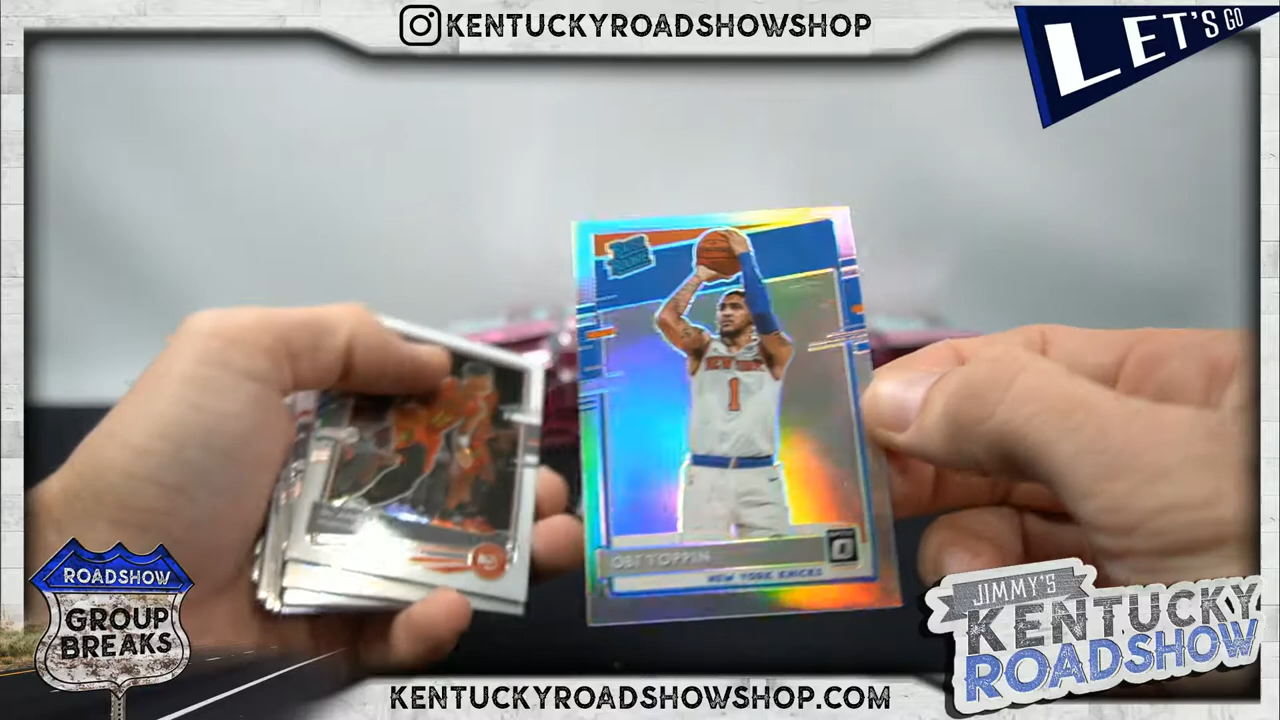 KENTUCKYROADSHOWSHOP
LET'S GO
RATED
ROOKIE
NEW YORK
1
OBI TOPPIN
NEW YORK KNICKS
ROADSHOW
GROUP
BREAKS
JIMMY'S
KENTUCKY
ROADSHOW
KENTUCKYROADSHOWSHOP.COM